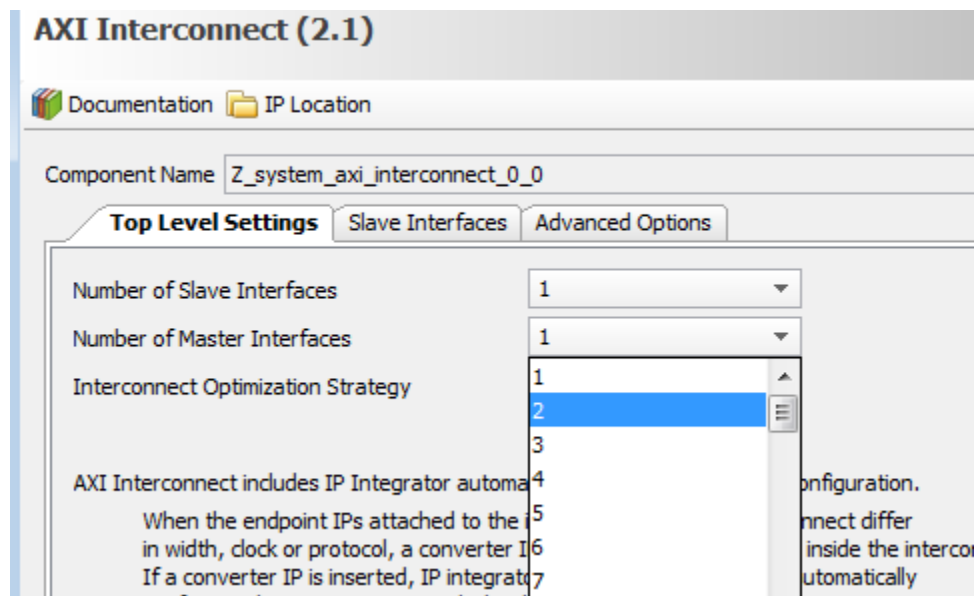 AXI Interconnect (2.1)
Documentation IP Location
Component Name Z_system_axi_interconnect_0_0
Top Level Settings Slave Interfaces Advanced Options
Number of Slave Interfaces 1
Number of Master Interfaces 1
Interconnect Optimization Strategy
1
2
3
4
5
6
7
AXI Interconnect includes IP Integrator automa onfiguration.
When the endpoint IPs attached to the i nnect differ
in width, clock or protocol, a converter I inside the interco
If a converter IP is inserted, IP integrat utomatically